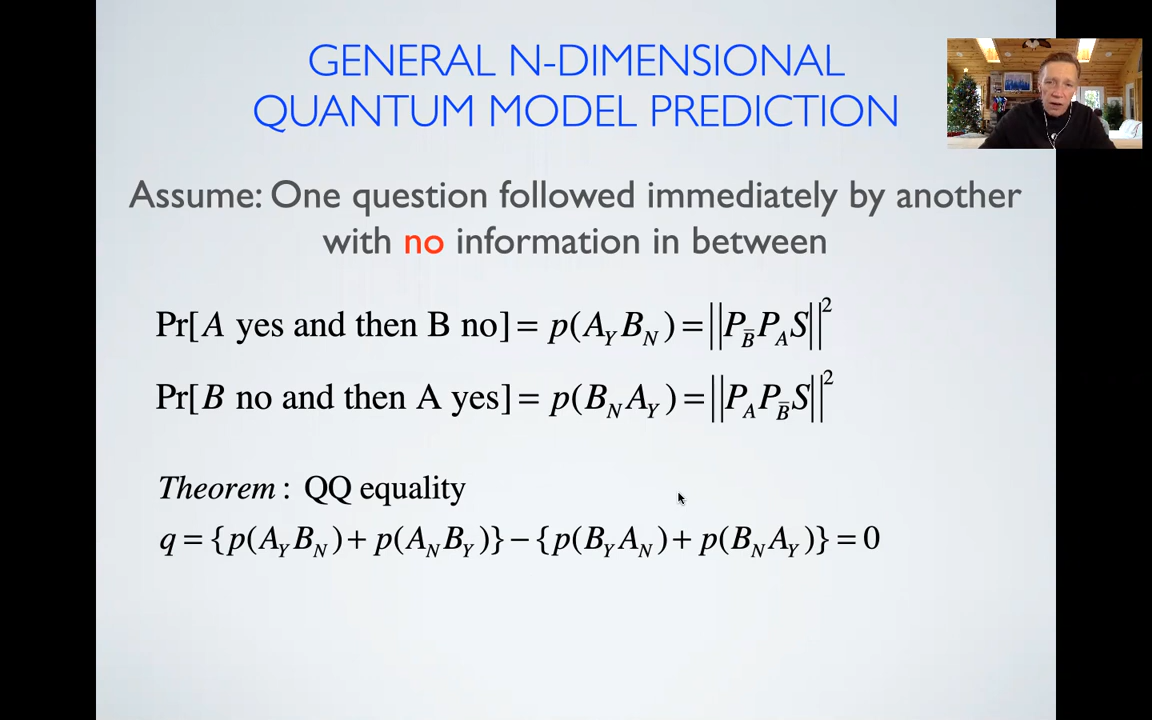 GENERAL N-DIMENSIONAL
QUANTUM MODEL PREDICTION
Assume: One question followed immediately by another
with no information in between
Pr[A yes and then B no] = p(A_Y B_N) = ||P_B̄ P_A S||²
Pr[B no and then A yes] = p(B_N A_Y) = ||P_A P_B̄ S||²
Theorem: QQ equality
q = {p(A_Y B_N) + p(A_N B_Y)} − {p(B_Y A_N) + p(B_N A_Y)} = 0